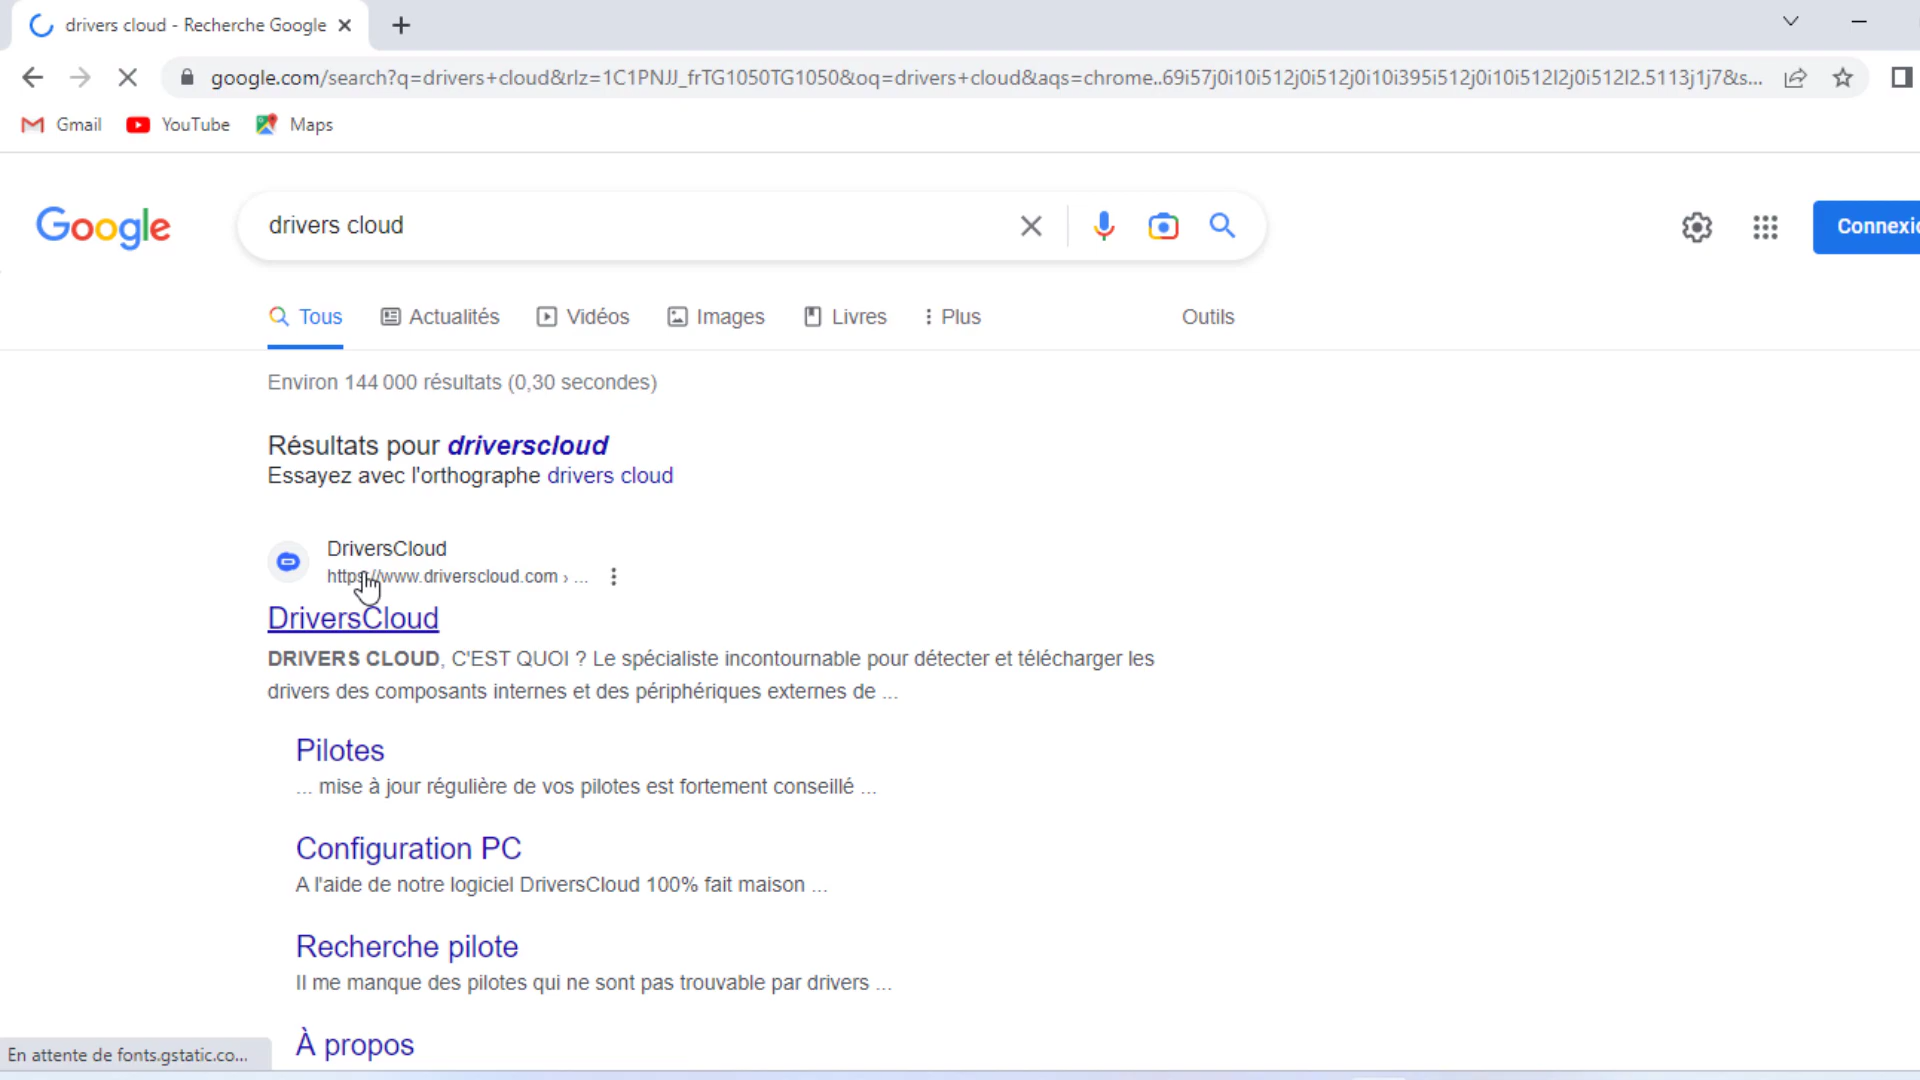 drivers cloud - Recherche Google
google.com/search?q=drivers+cloud&rlz=1C1PNJJ_frTG1050TG1050&oq=drivers+cloud&aqs=chrome..69i57j0i10i512j0i512j0i10i395i512j0i10i512l2j0i512l2.5113j1j7&s...
Gmail YouTube Maps
Google drivers cloud Connexio
Tous Actualités Vidéos Images Livres Plus Outils
Environ 144 000 résultats (0,30 secondes)
Résultats pour driverscloud
Essayez avec l'orthographe drivers cloud
DriversCloud
https://www.driverscloud.com › ...
DriversCloud
DRIVERS CLOUD, C'EST QUOI ? Le spécialiste incontournable pour détecter et télécharger les
drivers des composants internes et des périphériques externes de ...
Pilotes
... mise à jour régulière de vos pilotes est fortement conseillé ...
Configuration PC
A l'aide de notre logiciel DriversCloud 100% fait maison ...
Recherche pilote
Il me manque des pilotes qui ne sont pas trouvable par drivers ...
À propos
En attente de fonts.gstatic.co...